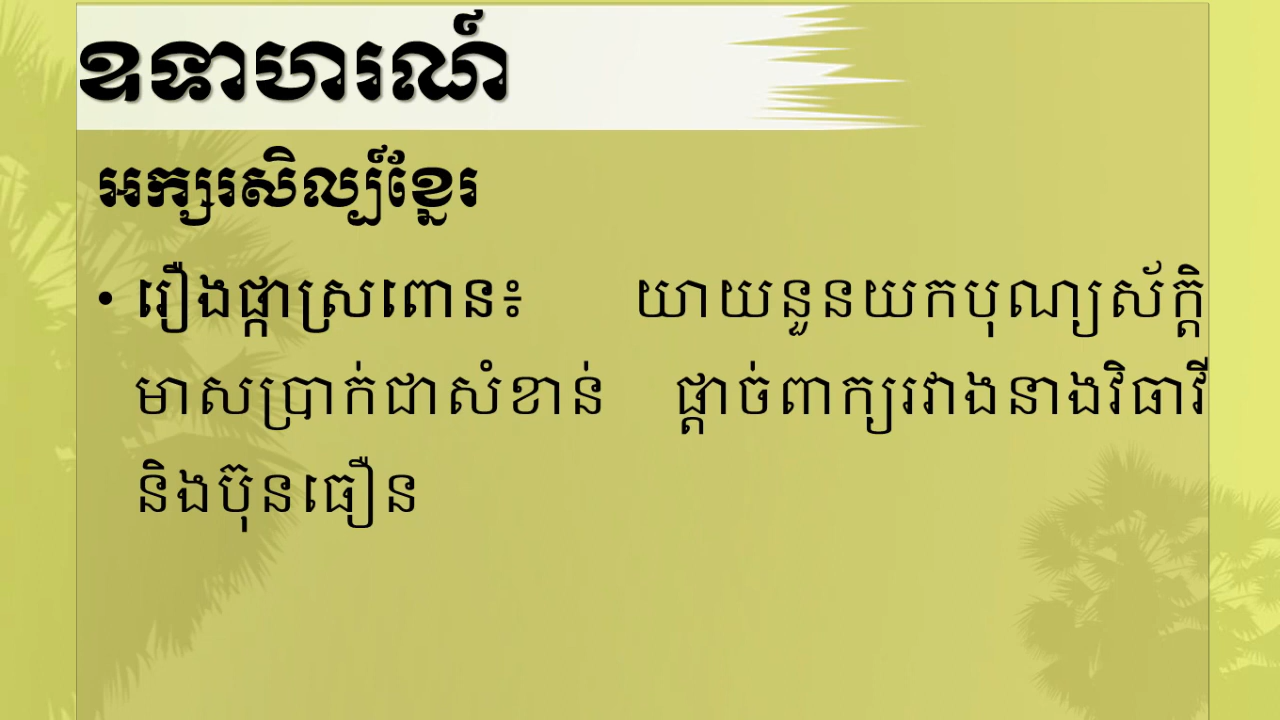 ឧទាហរណ៍
អក្សរសិល្ប៍ខ្មែរ
• រឿងផ្កាស្រពោន៖ យាយនួនយកបុណ្យស័ក្តិ
មាសប្រាក់ជាសំខាន់ ផ្តាច់ពាក្យរវាងនាងវិធាវី
និងប៊ុនធឿន